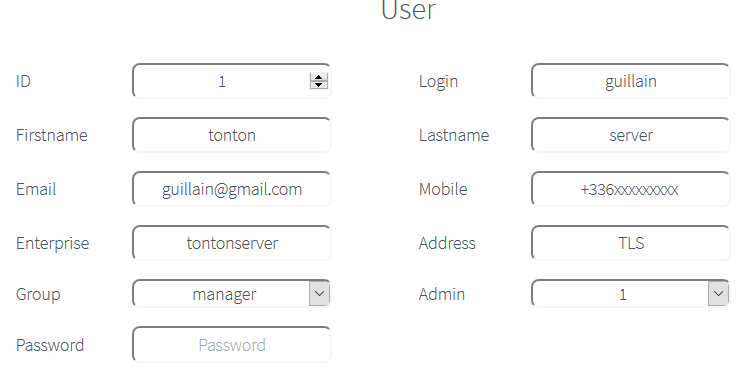 User
ID 1 Login guillain
Firstname tonton Lastname server
Email guillain@gmail.com Mobile +336xxxxxxxxx
Enterprise tontonserver Address TLS
Group manager Admin 1
Password Password